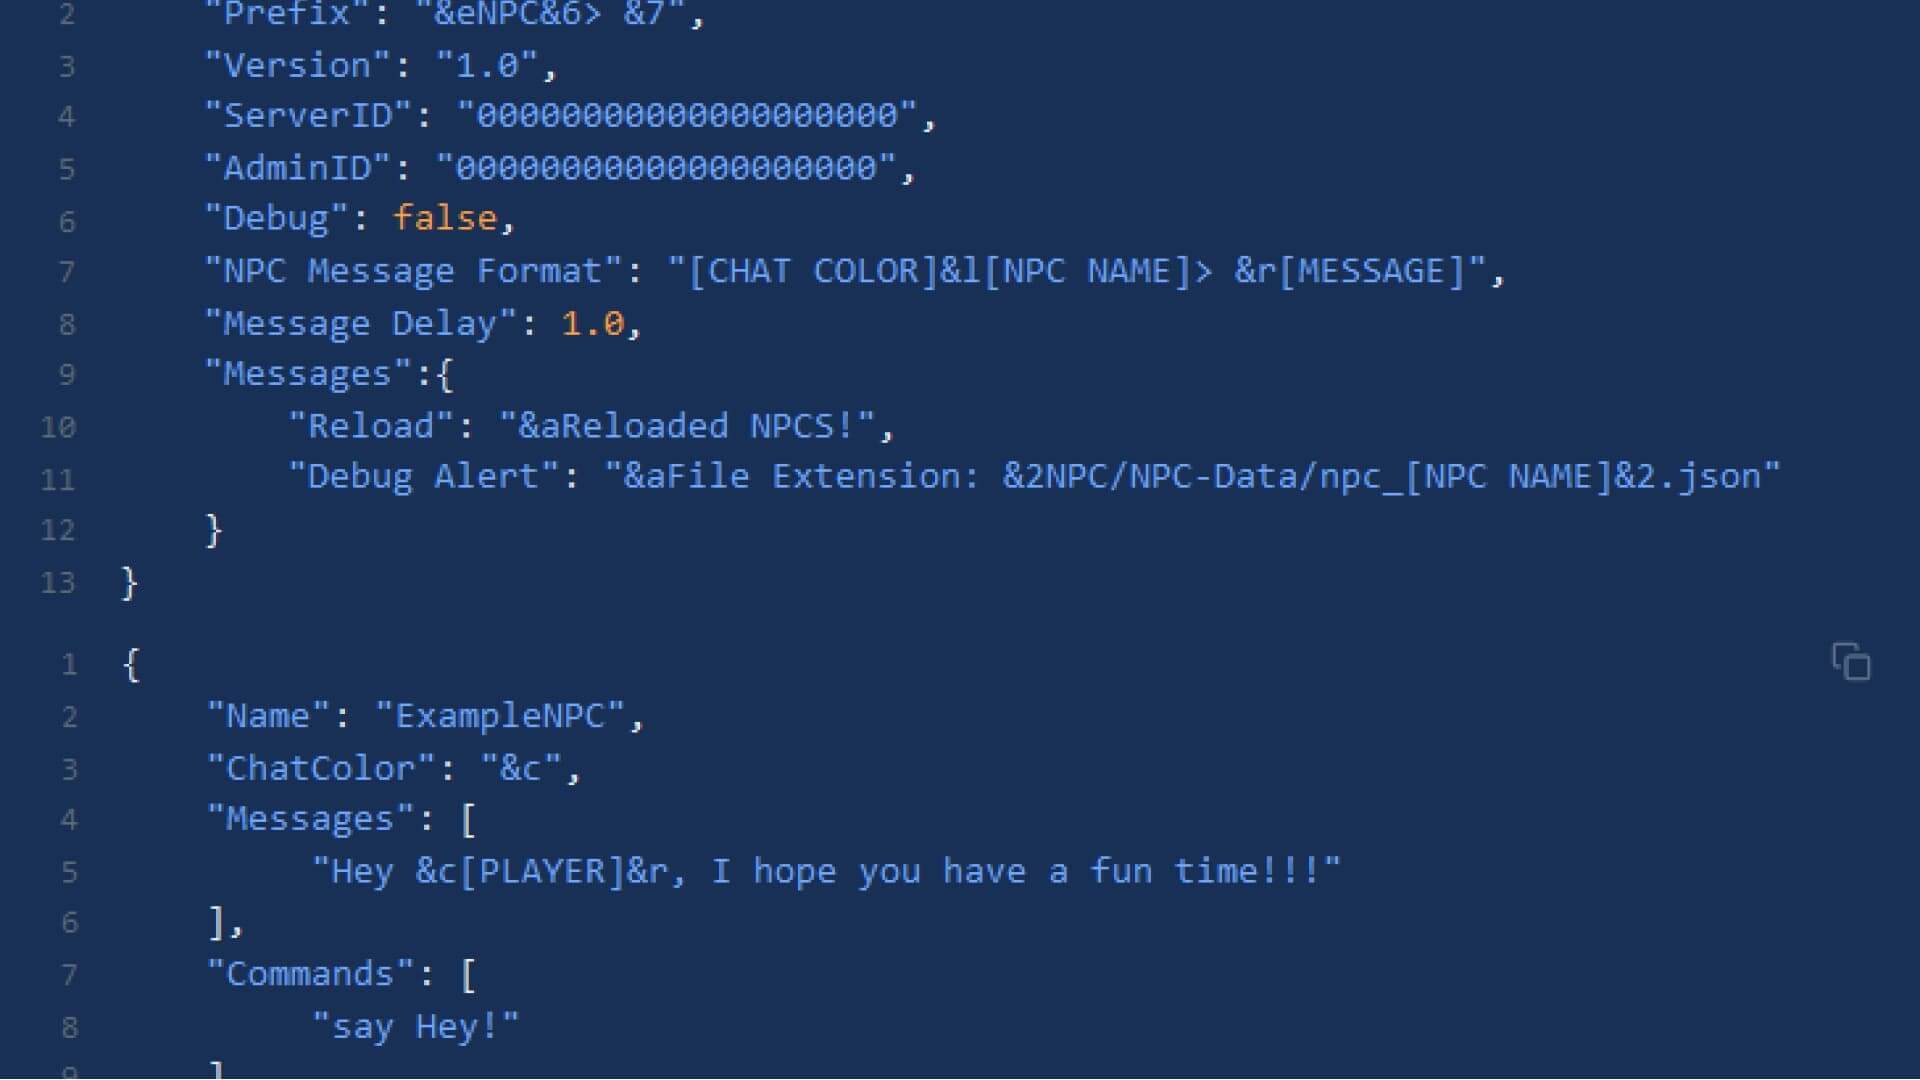 2 "Prefix": "&eNPC&6> &7",
3 "Version": "1.0",
4 "ServerID": "00000000000000000000",
5 "AdminID": "00000000000000000000",
6 "Debug": false,
7 "NPC Message Format": "[CHAT COLOR]&l[NPC NAME]> &r[MESSAGE]",
8 "Message Delay": 1.0,
9 "Messages":{
10 "Reload": "&aReloaded NPCS!",
11 "Debug Alert": "&aFile Extension: &2NPC/NPC-Data/npc_[NPC NAME]&2.json"
12 }
13 }
1 {
2 "Name": "ExampleNPC",
3 "ChatColor": "&c",
4 "Messages": [
5 "Hey &c[PLAYER]&r, I hope you have a fun time!!!"
6 ],
7 "Commands": [
8 "say Hey!"
9 ]